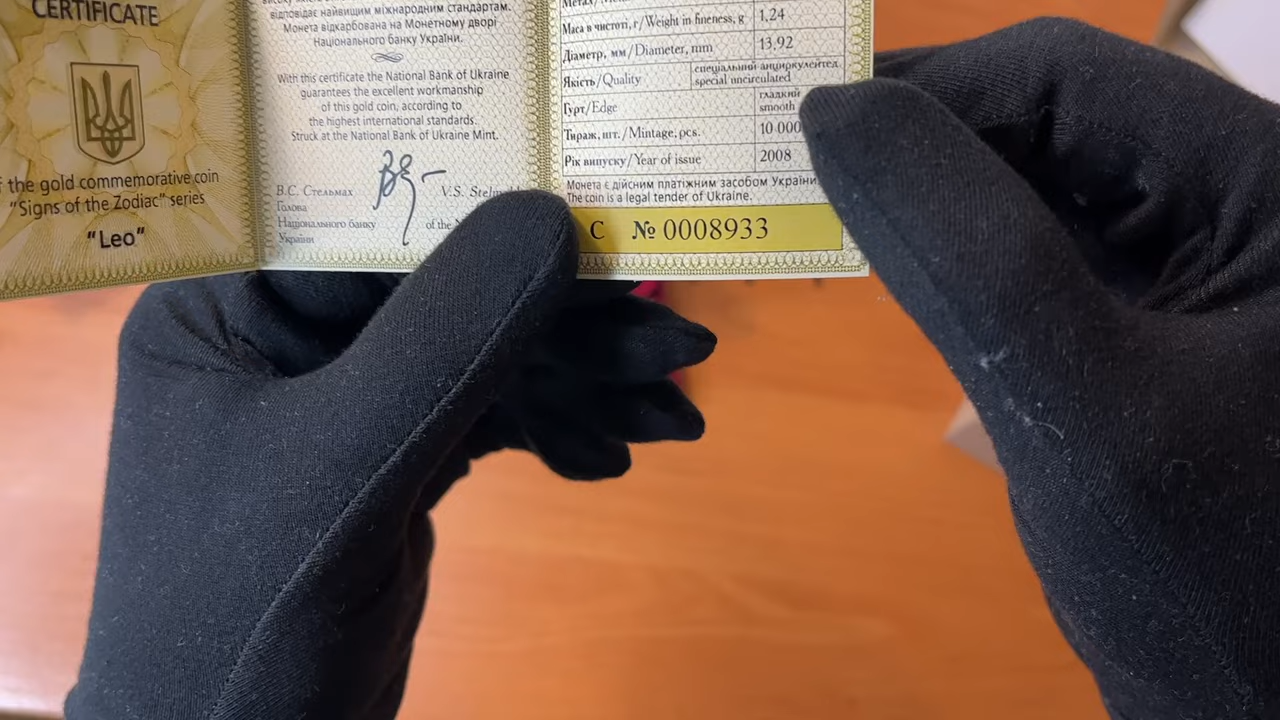 CERTIFICATE
the gold commemorative coin
"Signs of the Zodiac" series
"Leo"
відповідає найвищим міжнародним стандартам.
Монета відкарбована на Монетному дворі
Національного банку України.
With this certificate the National Bank of Ukraine
guarantees the excellent workmanship
of this gold coin, according to
the highest international standards.
Struck at the National Bank of Ukraine Mint.
В.С. Стельмах
V.S.
Голова
Національного банку
of the
України
Маса в чистоті, г/Weight in fineness, g 1,24
Діаметр, мм/Diameter, mm 13,92
Якість/Quality спеціальний анциркулейтед
special uncirculated
Гурт/Edge гладкий
smooth
Тираж, шт./Mintage, pcs. 10 000
Рік випуску/Year of issue 2008
Монета є дійсним платіжним засобом України
The coin is a legal tender of Ukraine.
С № 0008933